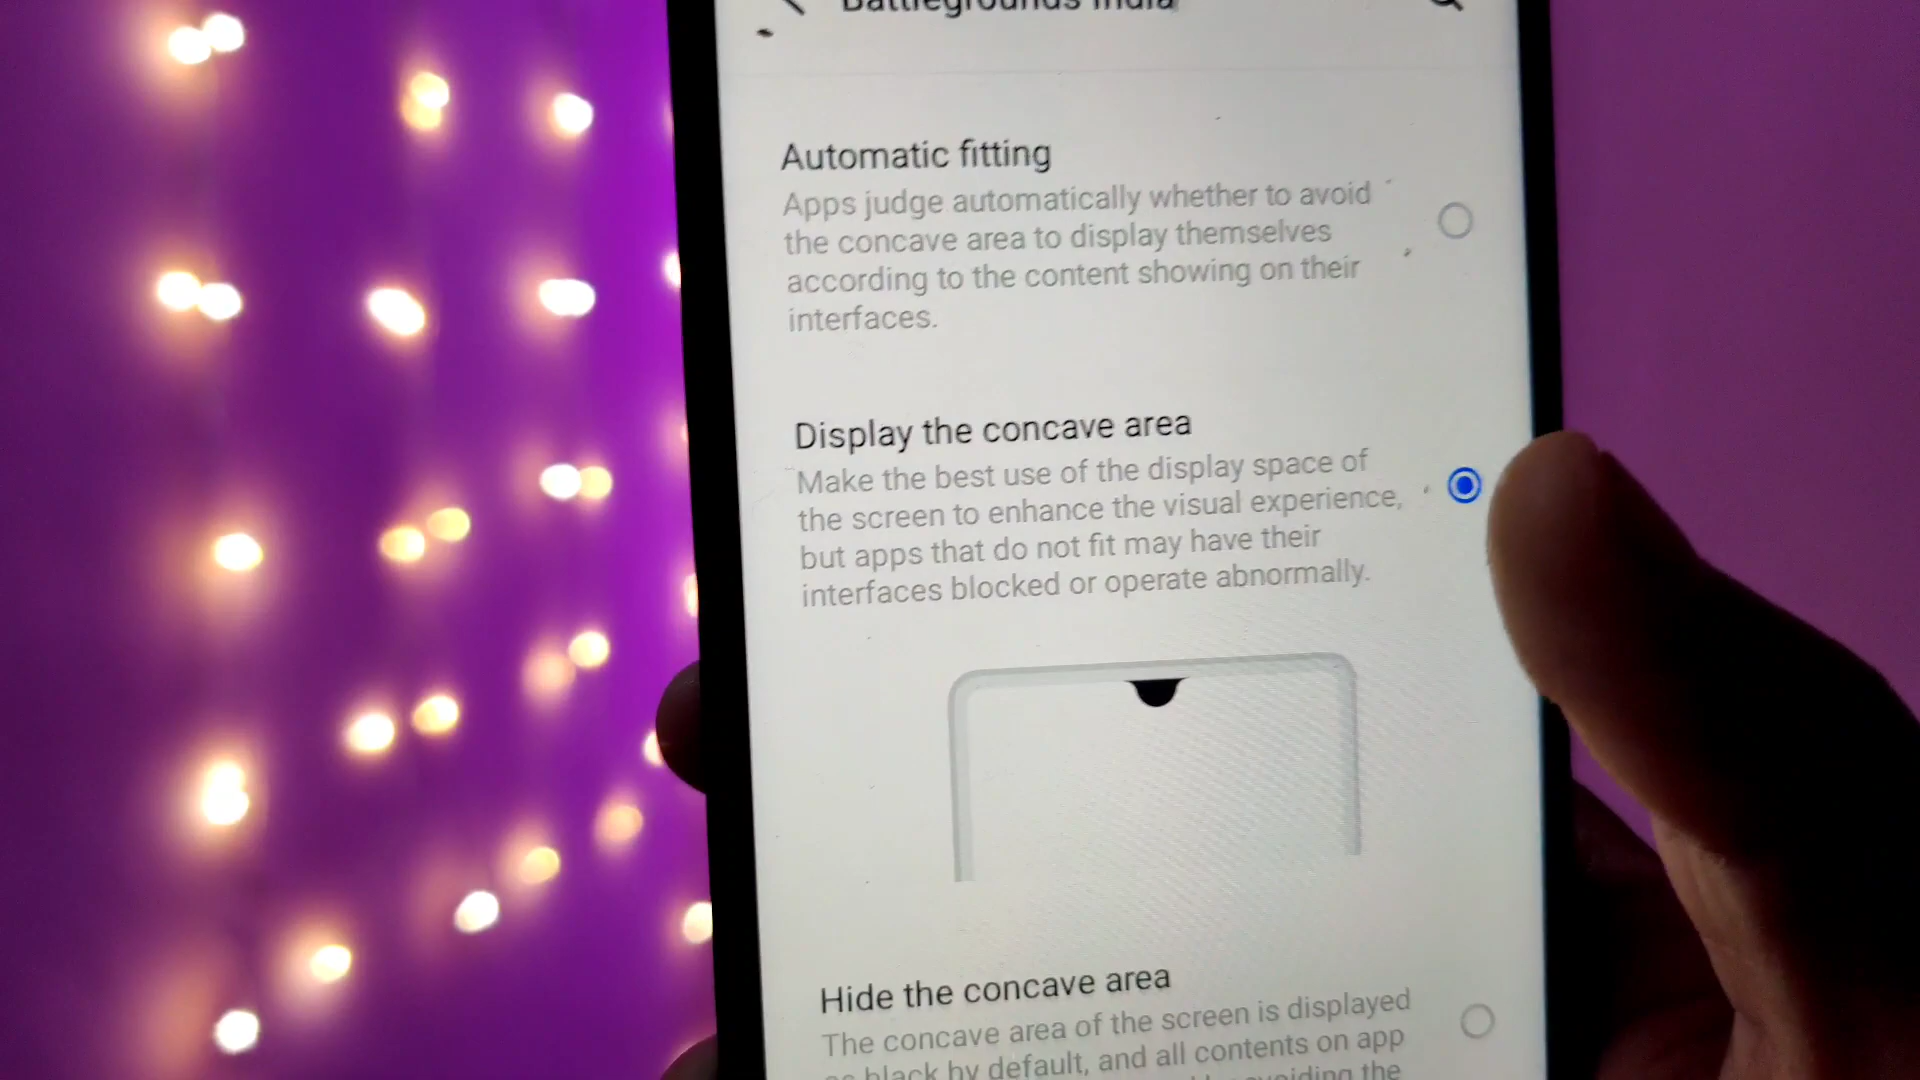 Battlegrounds India
Automatic fitting
Apps judge automatically whether to avoid
the concave area to display themselves
according to the content showing on their
interfaces.
Display the concave area
Make the best use of the display space of
the screen to enhance the visual experience,
but apps that do not fit may have their
interfaces blocked or operate abnormally.
Hide the concave area
The concave area of the screen is displayed
as black by default, and all contents on app
avoiding the